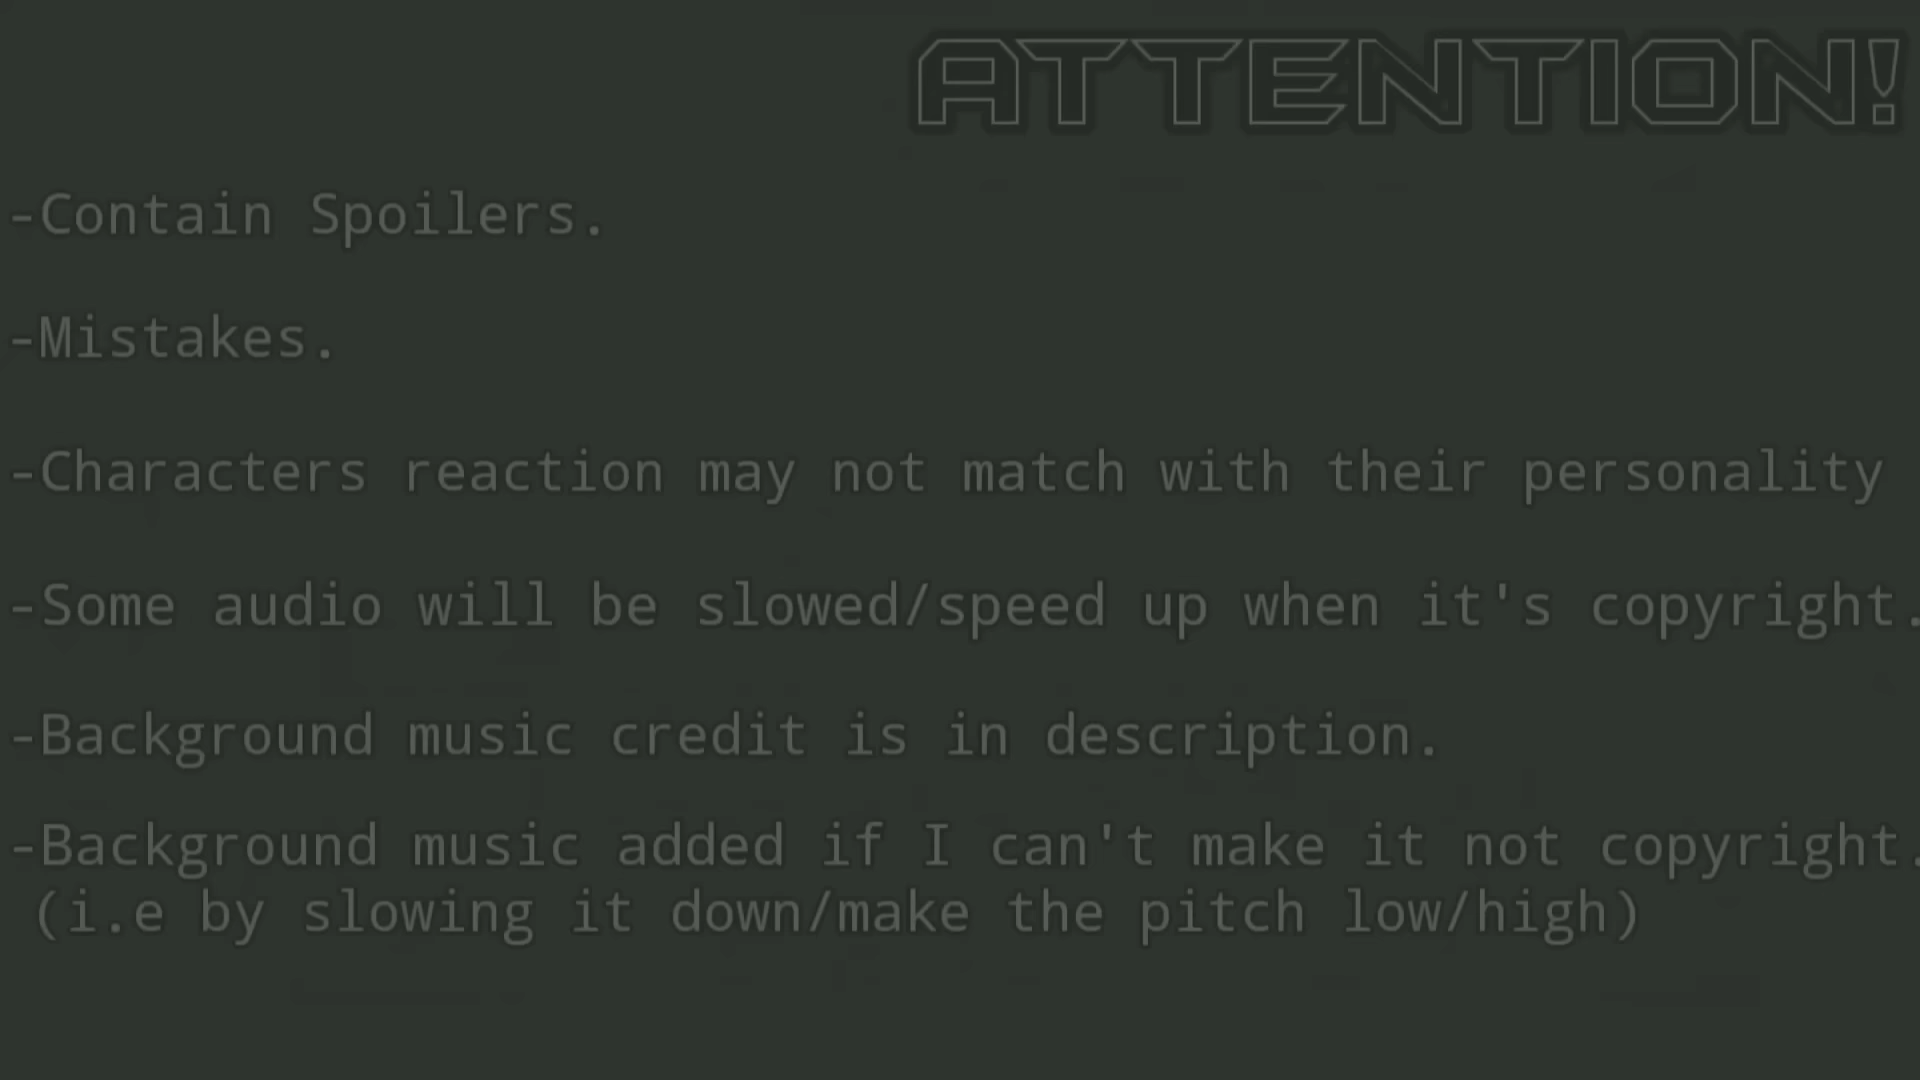 ATTENTION!
-Contain Spoilers.
-Mistakes.
-Characters reaction may not match with their personality
-Some audio will be slowed/speed up when it's copyright.
-Background music credit is in description.
-Background music added if I can't make it not copyright.
(i.e by slowing it down/make the pitch low/high)